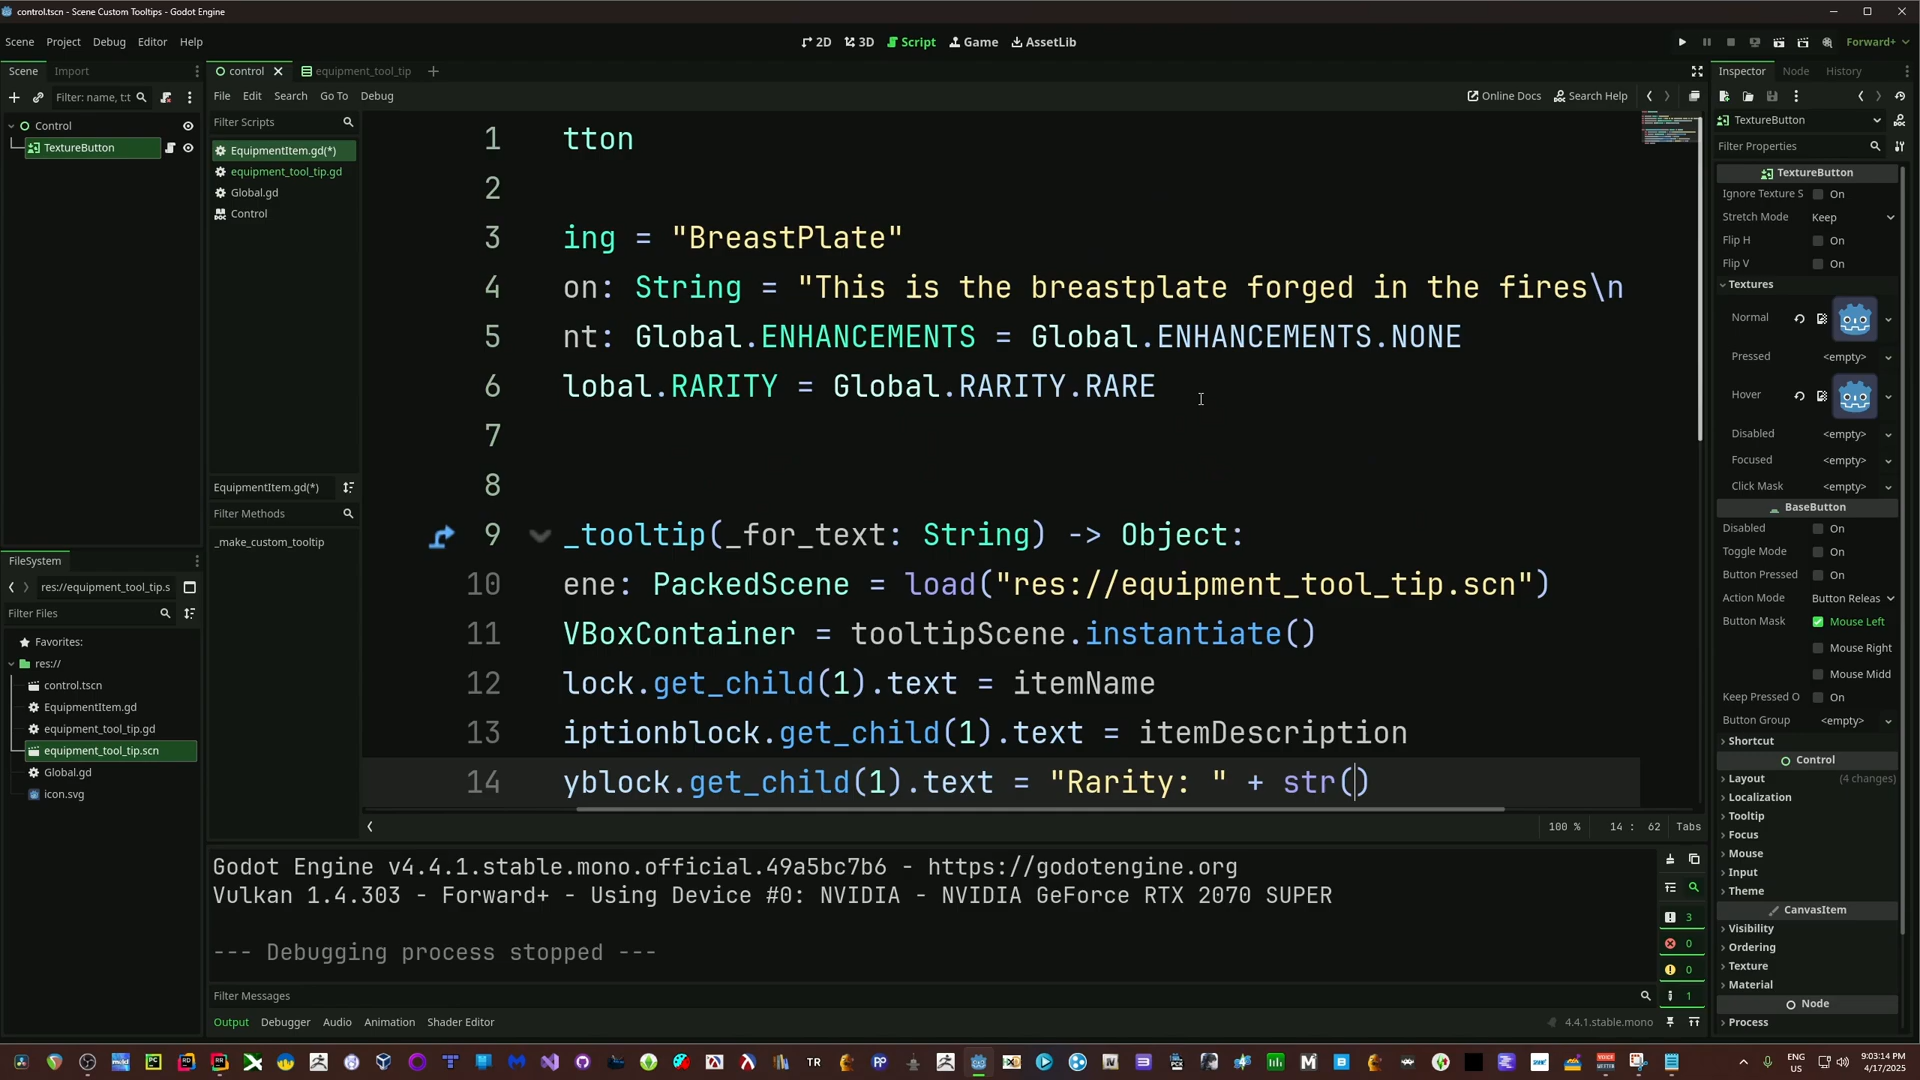 control.tscn - Scene Custom Tooltips - Godot Engine
Scene Project Debug Editor Help
2D 3D Script Game AssetLib
Forward+
Scene Import
Filter: name, t:t
Control
TextureButton
control equipment_tool_tip
File Edit Search Go To Debug
Online Docs Search Help
Filter Scripts
EquipmentItem.gd(*)
equipment_tool_tip.gd
Global.gd
Control
EquipmentItem.gd(*)
Filter Methods
_make_custom_tooltip
1 tton
2
3 ing = "BreastPlate"
4 on: String = "This is the breastplate forged in the fires\n
5 nt: Global.ENHANCEMENTS = Global.ENHANCEMENTS.NONE
6 lobal.RARITY = Global.RARITY.RARE
7
8
9 _tooltip(_for_text: String) -> Object:
10 ene: PackedScene = load("res://equipment_tool_tip.scn")
11 VBoxContainer = tooltipScene.instantiate()
12 lock.get_child(1).text = itemName
13 iptionblock.get_child(1).text = itemDescription
14 yblock.get_child(1).text = "Rarity: " + str()
100 % 14 : 62 Tabs
FileSystem
res://equipment_tool_tip.s
Filter Files
Favorites:
res://
control.tscn
EquipmentItem.gd
equipment_tool_tip.gd
equipment_tool_tip.scn
Global.gd
icon.svg
Godot Engine v4.4.1.stable.mono.official.49a5bc7b6 - https://godotengine.org
Vulkan 1.4.303 - Forward+ - Using Device #0: NVIDIA - NVIDIA GeForce RTX 2070 SUPER
--- Debugging process stopped ---
3
0
0
1
Filter Messages
Output Debugger Audio Animation Shader Editor
4.4.1.stable.mono
Inspector Node History
TextureButton
Filter Properties
TextureButton
Ignore Texture S On
Stretch Mode Keep
Flip H On
Flip V On
Textures
Normal
Pressed <empty>
Hover
Disabled <empty>
Focused <empty>
Click Mask <empty>
BaseButton
Disabled On
Toggle Mode On
Button Pressed On
Action Mode Button Releas
Button Mask Mouse Left
Mouse Right
Mouse Midd
Keep Pressed O On
Button Group <empty>
Shortcut
Control
Layout (4 changes)
Localization
Tooltip
Focus
Mouse
Input
Theme
CanvasItem
Visibility
Ordering
Texture
Material
Node
Process
ENG
US
9:03:14 PM
4/17/2025